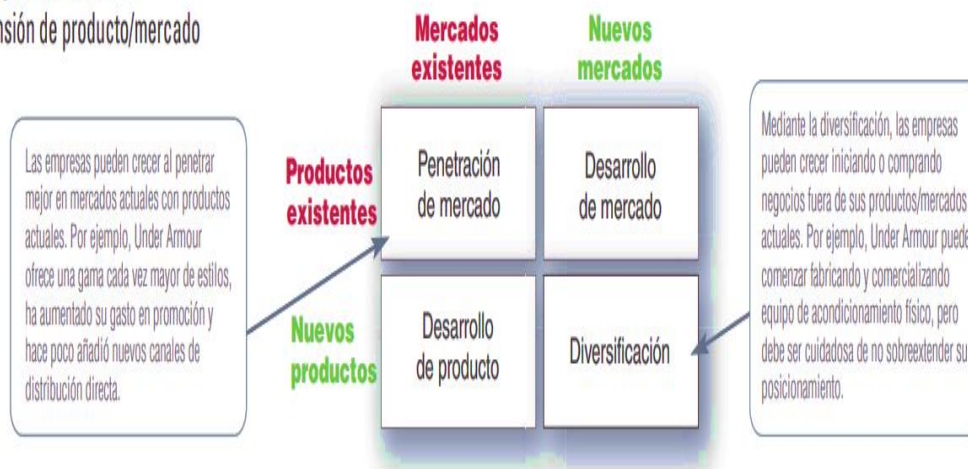 nsión de producto/mercado
Mercados
existentes
Nuevos
mercados
Las empresas pueden crecer al penetrar
mejor en mercados actuales con productos
actuales. Por ejemplo, Under Armour
ofrece una gama cada vez mayor de estilos,
ha aumentado su gasto en promoción y
hace poco añadió nuevos canales de
distribución directa.
Productos
existentes
Penetración
de mercado
Desarrollo
de mercado
Nuevos
productos
Desarrollo
de producto
Diversificación
Mediante la diversificación, las empresas
pueden crecer iniciando o comprando
negocios fuera de sus productos/mercados
actuales. Por ejemplo, Under Armour puede
comenzar fabricando y comercializando
equipo de acondicionamiento físico, pero
debe ser cuidadosa de no sobreextender su
posicionamiento.